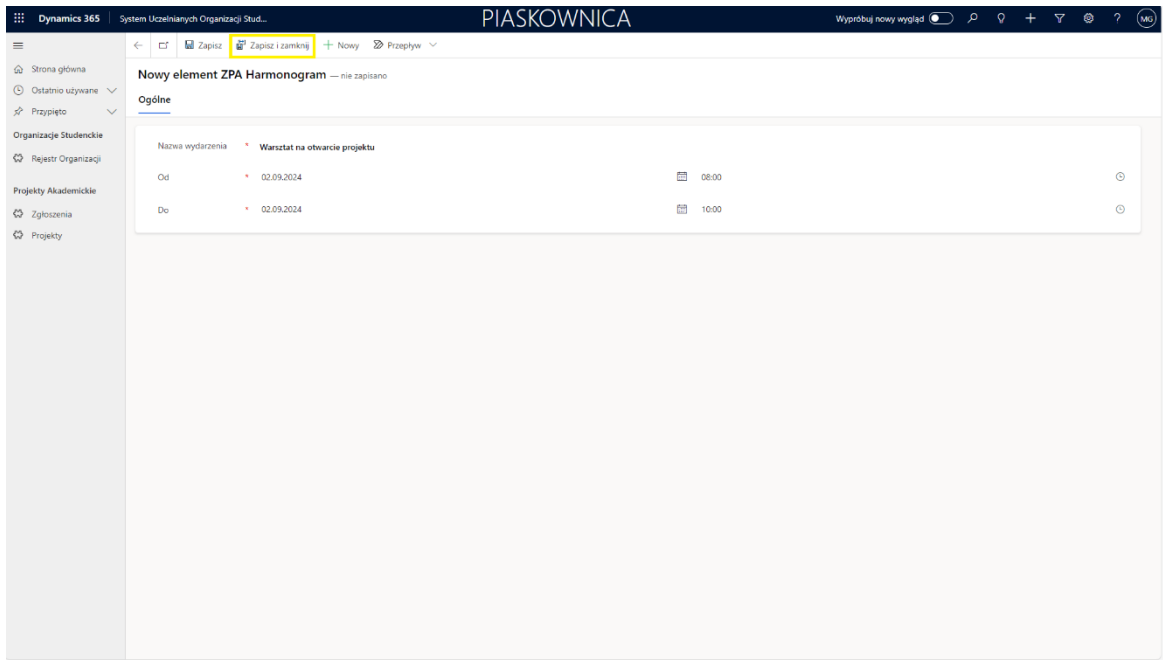 Dynamics 365 System Uczelnianych Organizacji Stud... PIASKOWNICA Wypróbuj nowy wygląd MG
Zapisz Zapisz i zamknij Nowy Przepływ
Strona główna
Ostatnio używane
Przypięto
Organizacje Studenckie
Rejestr Organizacji
Projekty Akademickie
Zgłoszenia
Projekty
Nowy element ZPA Harmonogram — nie zapisano
Ogólne
Nazwa wydarzenia * Warsztat na otwarcie projektu
Od * 02.09.2024 08:00
Do * 02.09.2024 10:00